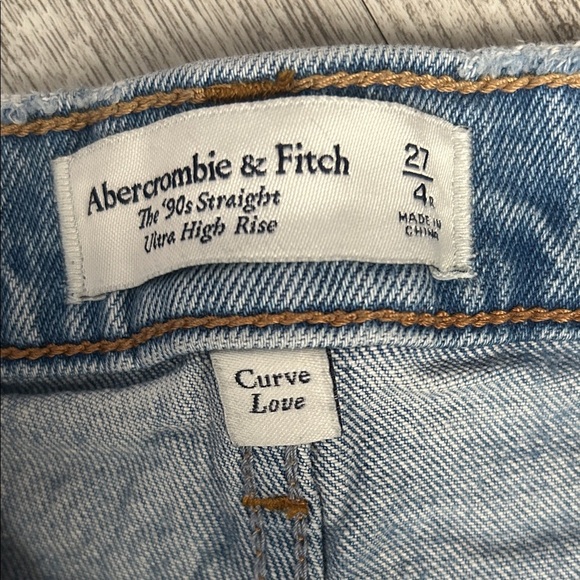 Abercrombie & Fitch
The '90s Straight
Ultra High Rise
27
4R
MADE IN
CHINA
Curve
Love